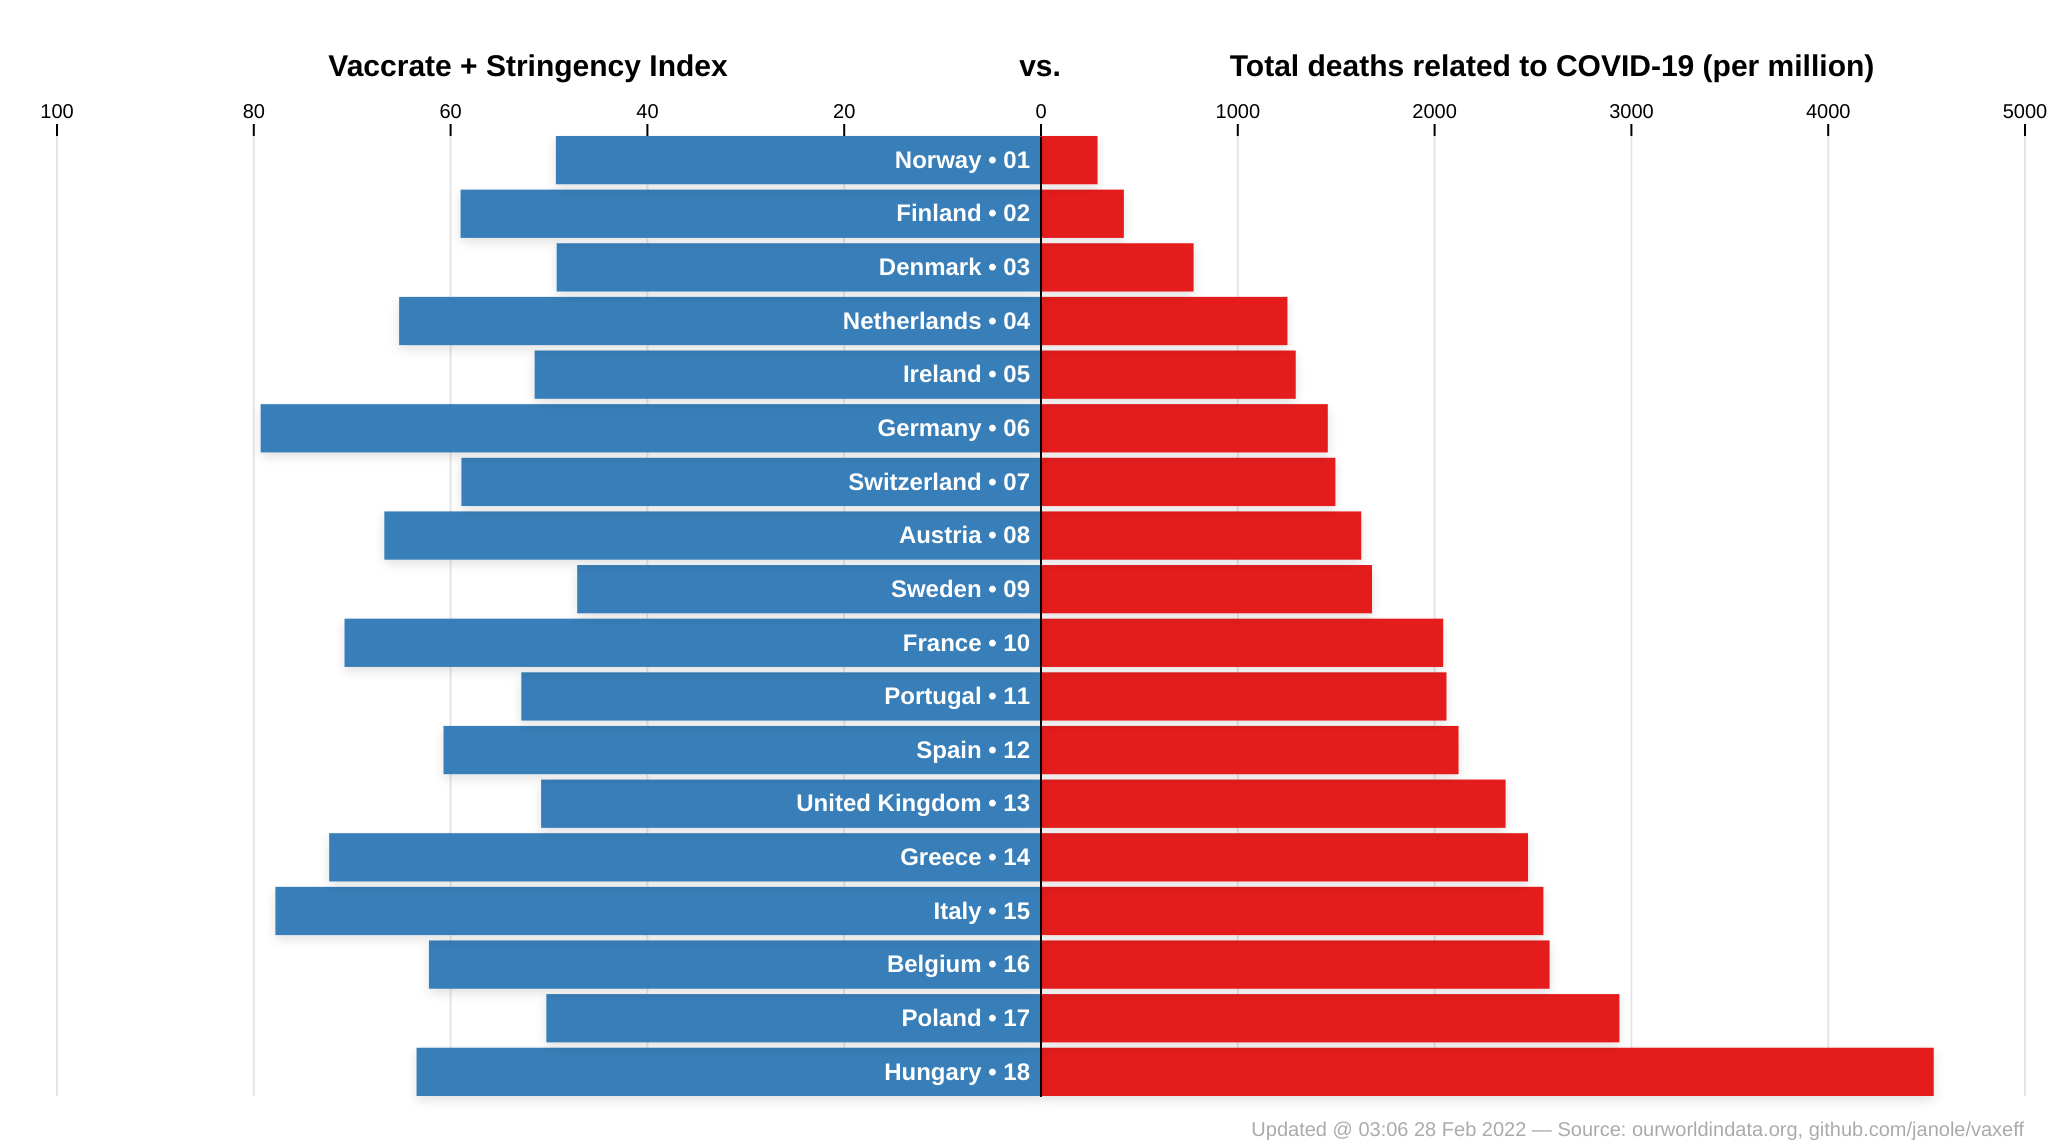 Vaccrate + Stringency Index vs. Total deaths related to COVID-19 (per million)
100 80 60 40 20 0 1000 2000 3000 4000 5000
Norway • 01
Finland • 02
Denmark • 03
Netherlands • 04
Ireland • 05
Germany • 06
Switzerland • 07
Austria • 08
Sweden • 09
France • 10
Portugal • 11
Spain • 12
United Kingdom • 13
Greece • 14
Italy • 15
Belgium • 16
Poland • 17
Hungary • 18
Updated @ 03:06 28 Feb 2022 — Source: ourworldindata.org, github.com/janole/vaxeff